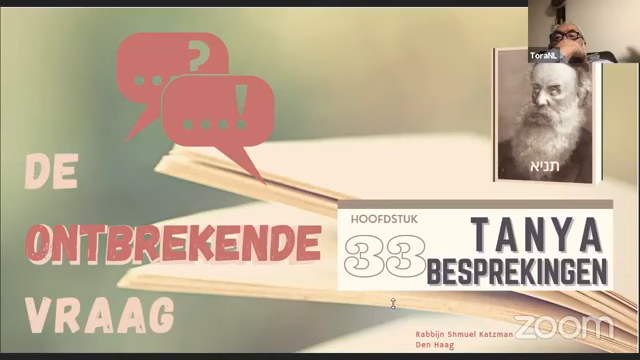 ToraNL
? ...
....!
תניא
DE
ONTBREKENDE
VRAAG
HOOFDSTUK
33
TANYA
BESPREKINGEN
Rabbijn Shmuel Katzman
Den Haag
zoom